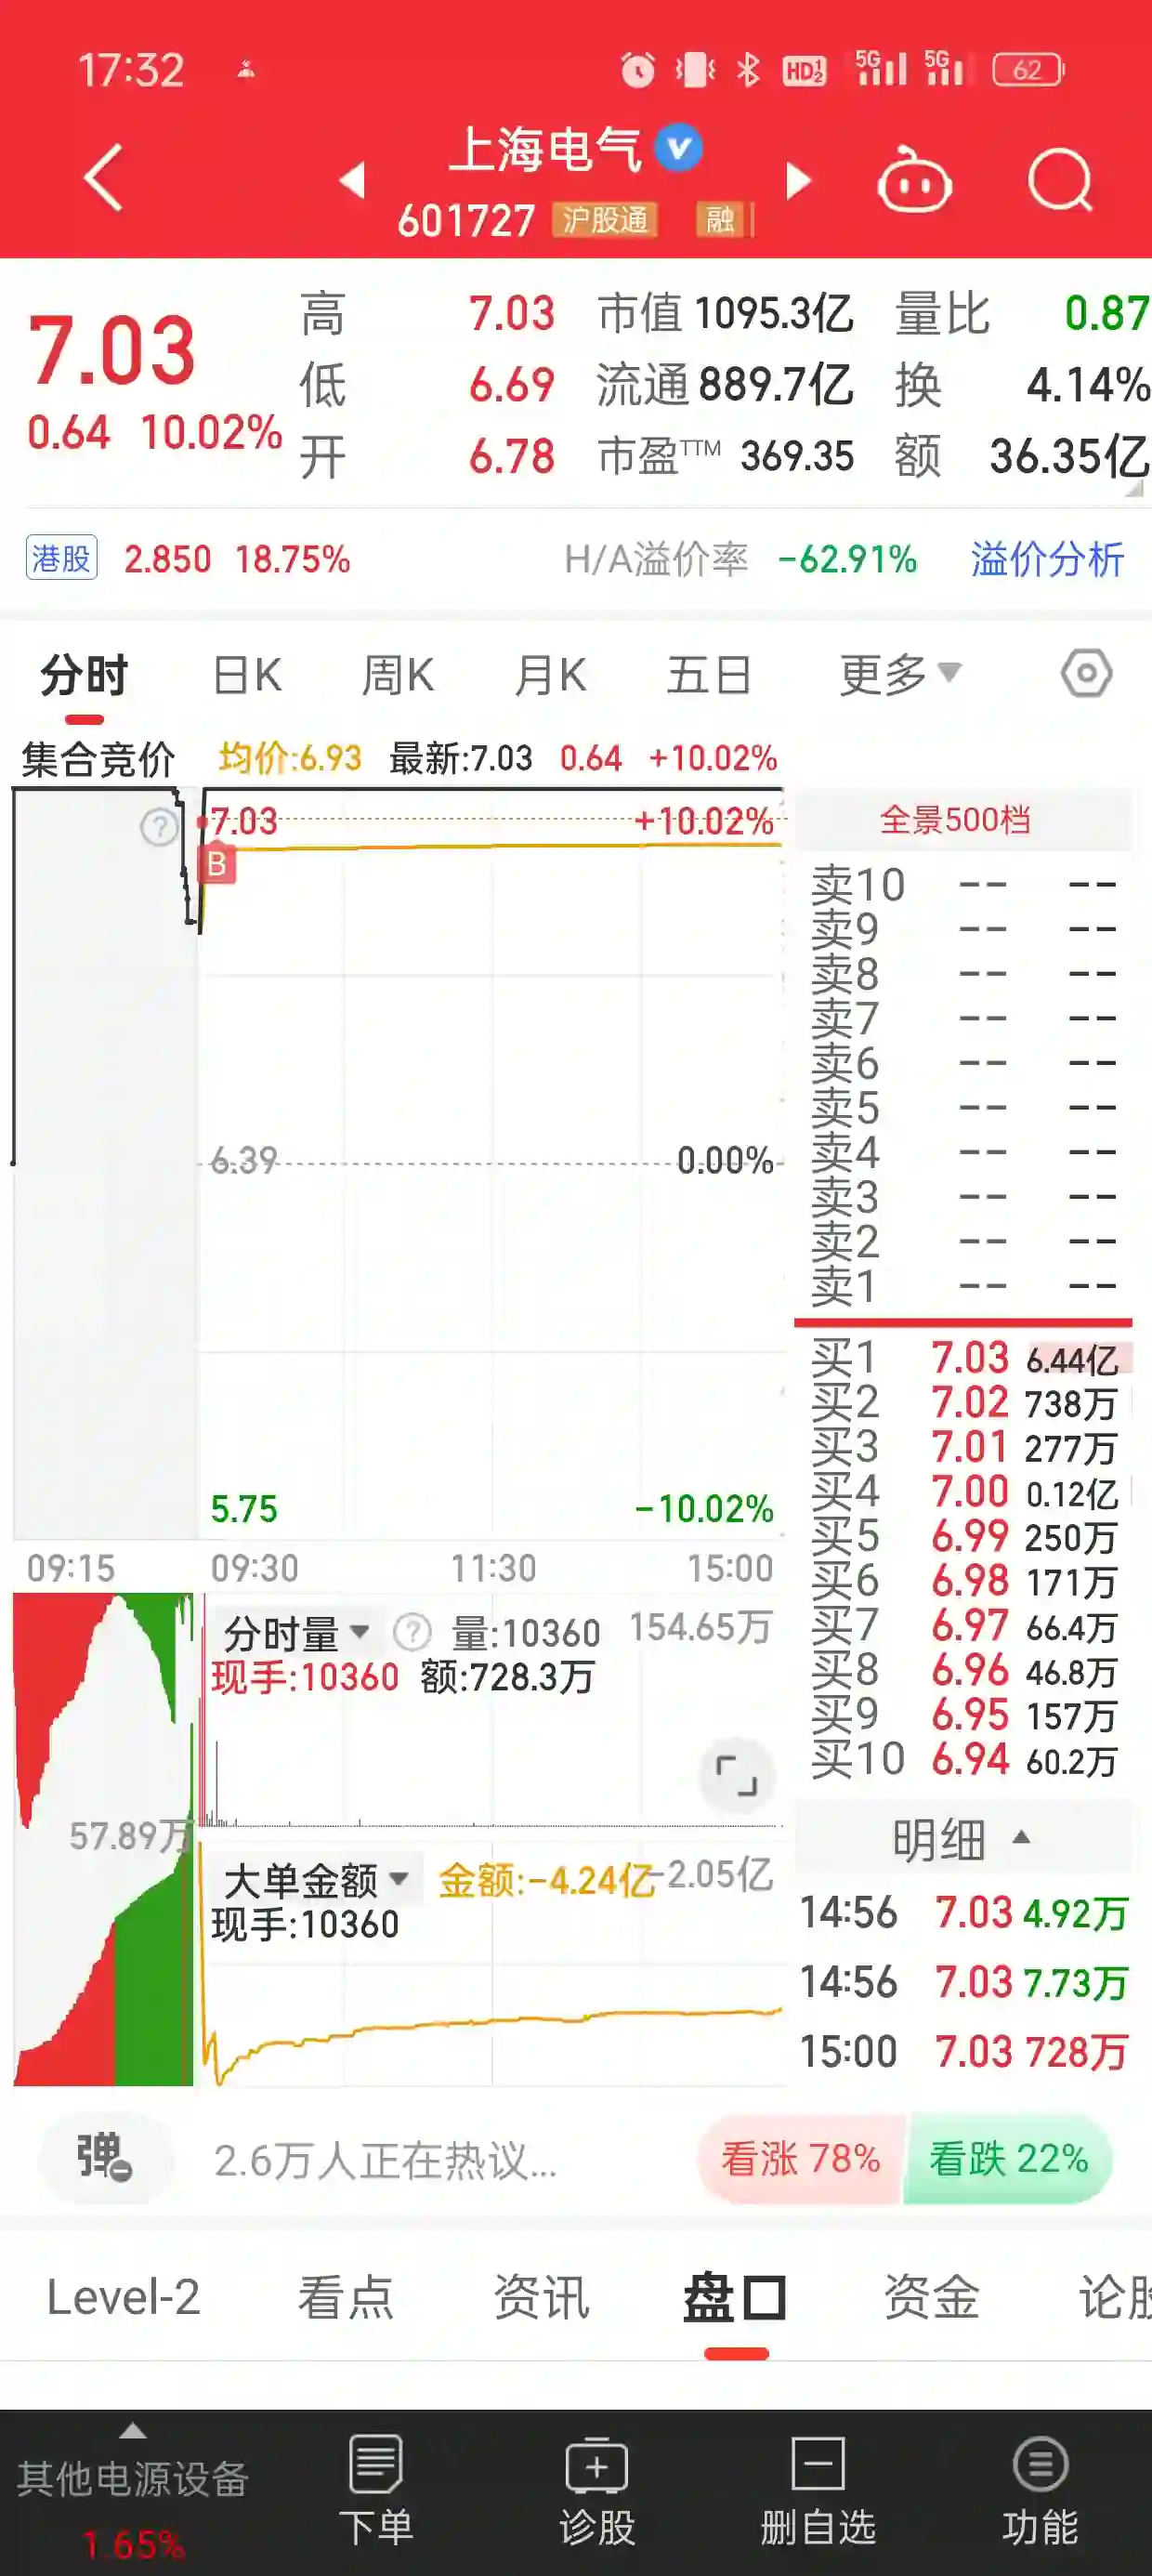 17:32 HD 1 2 5G 5G 62
上海电气
601727 沪股通 融
7.03
0.64 10.02%
高 7.03 市值 1095.3亿 量比 0.87
低 6.69 流通 889.7亿 换 4.14%
开 6.78 市盈TTM 369.35 额 36.35亿
港股 2.850 18.75% H/A溢价率 -62.91% 溢价分析
分时 日K 周K 月K 五日 更多
集合竞价 均价:6.93 最新:7.03 0.64 +10.02%
? 7.03 +10.02%
B
6.39 0.00%
5.75 -10.02%
09:15 09:30 11:30 15:00
全景500档
卖10 -- --
卖9 -- --
卖8 -- --
卖7 -- --
卖6 -- --
卖5 -- --
卖4 -- --
卖3 -- --
卖2 -- --
卖1 -- --
买1 7.03 6.44亿
买2 7.02 738万
买3 7.01 277万
买4 7.00 0.12亿
买5 6.99 250万
买6 6.98 171万
买7 6.97 66.4万
买8 6.96 46.8万
买9 6.95 157万
买10 6.94 60.2万
分时量 ? 量:10360 154.65万
现手:10360 额:728.3万
57.89万
大单金额 金额:-4.24亿 -2.05亿
现手:10360
明细
14:56 7.03 4.92万
14:56 7.03 7.73万
15:00 7.03 728万
弹 2.6万人正在热议... 看涨 78% 看跌 22%
Level-2 看点 资讯 盘口 资金 论股
其他电源设备
1.65%
下单 诊股 删自选 功能